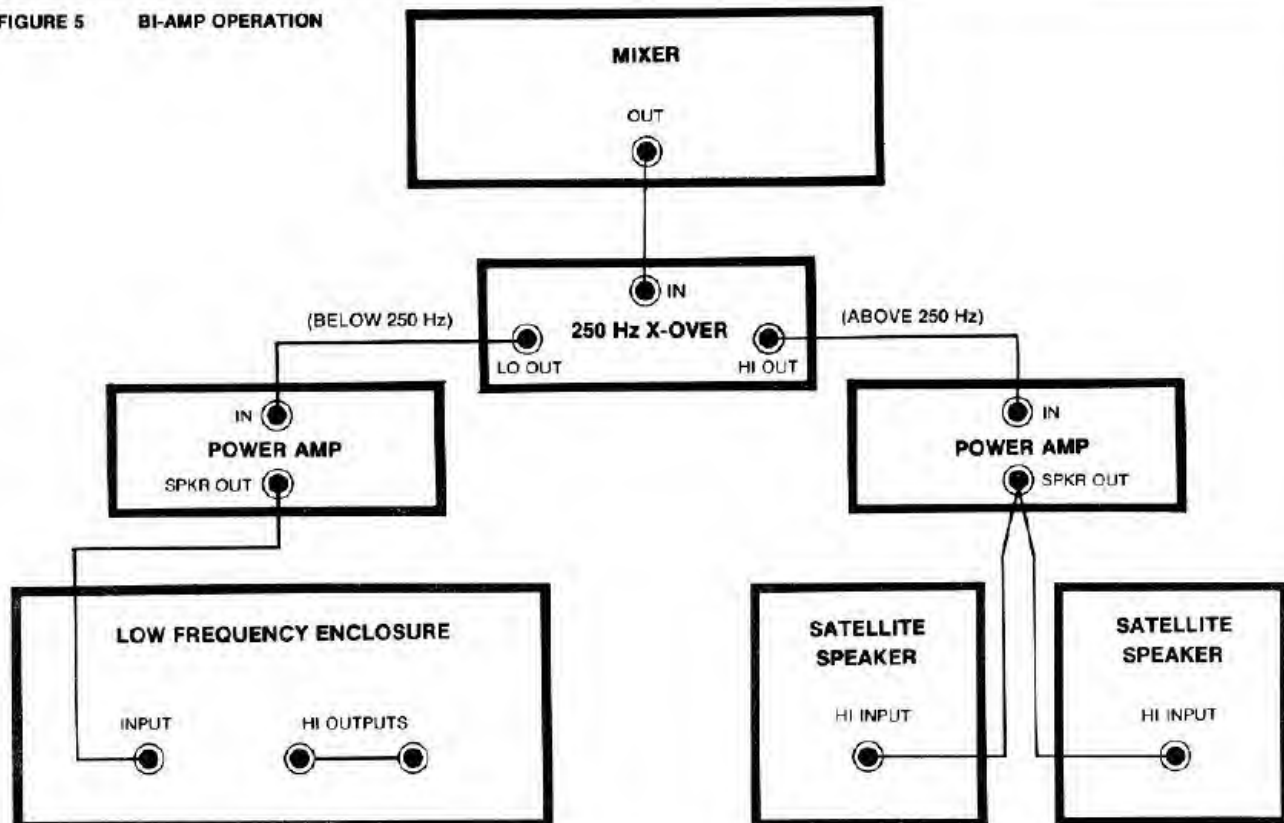 FIGURE 5 BI-AMP OPERATION
MIXER
OUT
IN
250 Hz X-OVER
LO OUT
HI OUT
(BELOW 250 Hz)
(ABOVE 250 Hz)
IN
POWER AMP
SPKR OUT
IN
POWER AMP
SPKR OUT
LOW FREQUENCY ENCLOSURE
INPUT
HI OUTPUTS
SATELLITE
SPEAKER
HI INPUT
SATELLITE
SPEAKER
HI INPUT